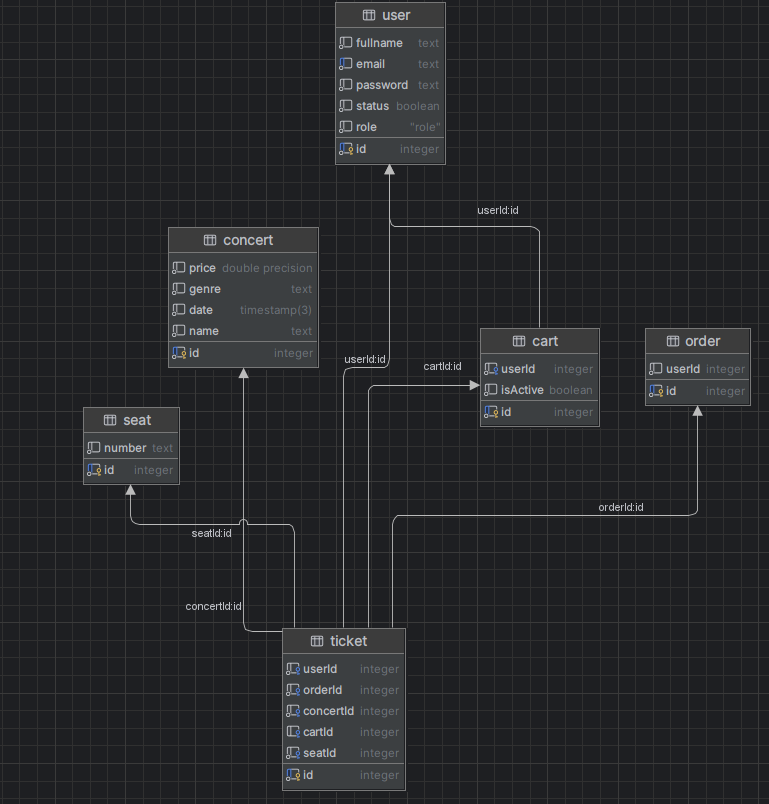 user
fullname text
email text
password text
status boolean
role "role"
id integer
userId:id
concert
price double precision
genre text
date timestamp(3)
name text
id integer
userId:id
cartId:id
cart
userId integer
isActive boolean
id integer
order
userId integer
id integer
seat
number text
id integer
seatId:id
orderId:id
concertId:id
ticket
userId integer
orderId integer
concertId integer
cartId integer
seatId integer
id integer